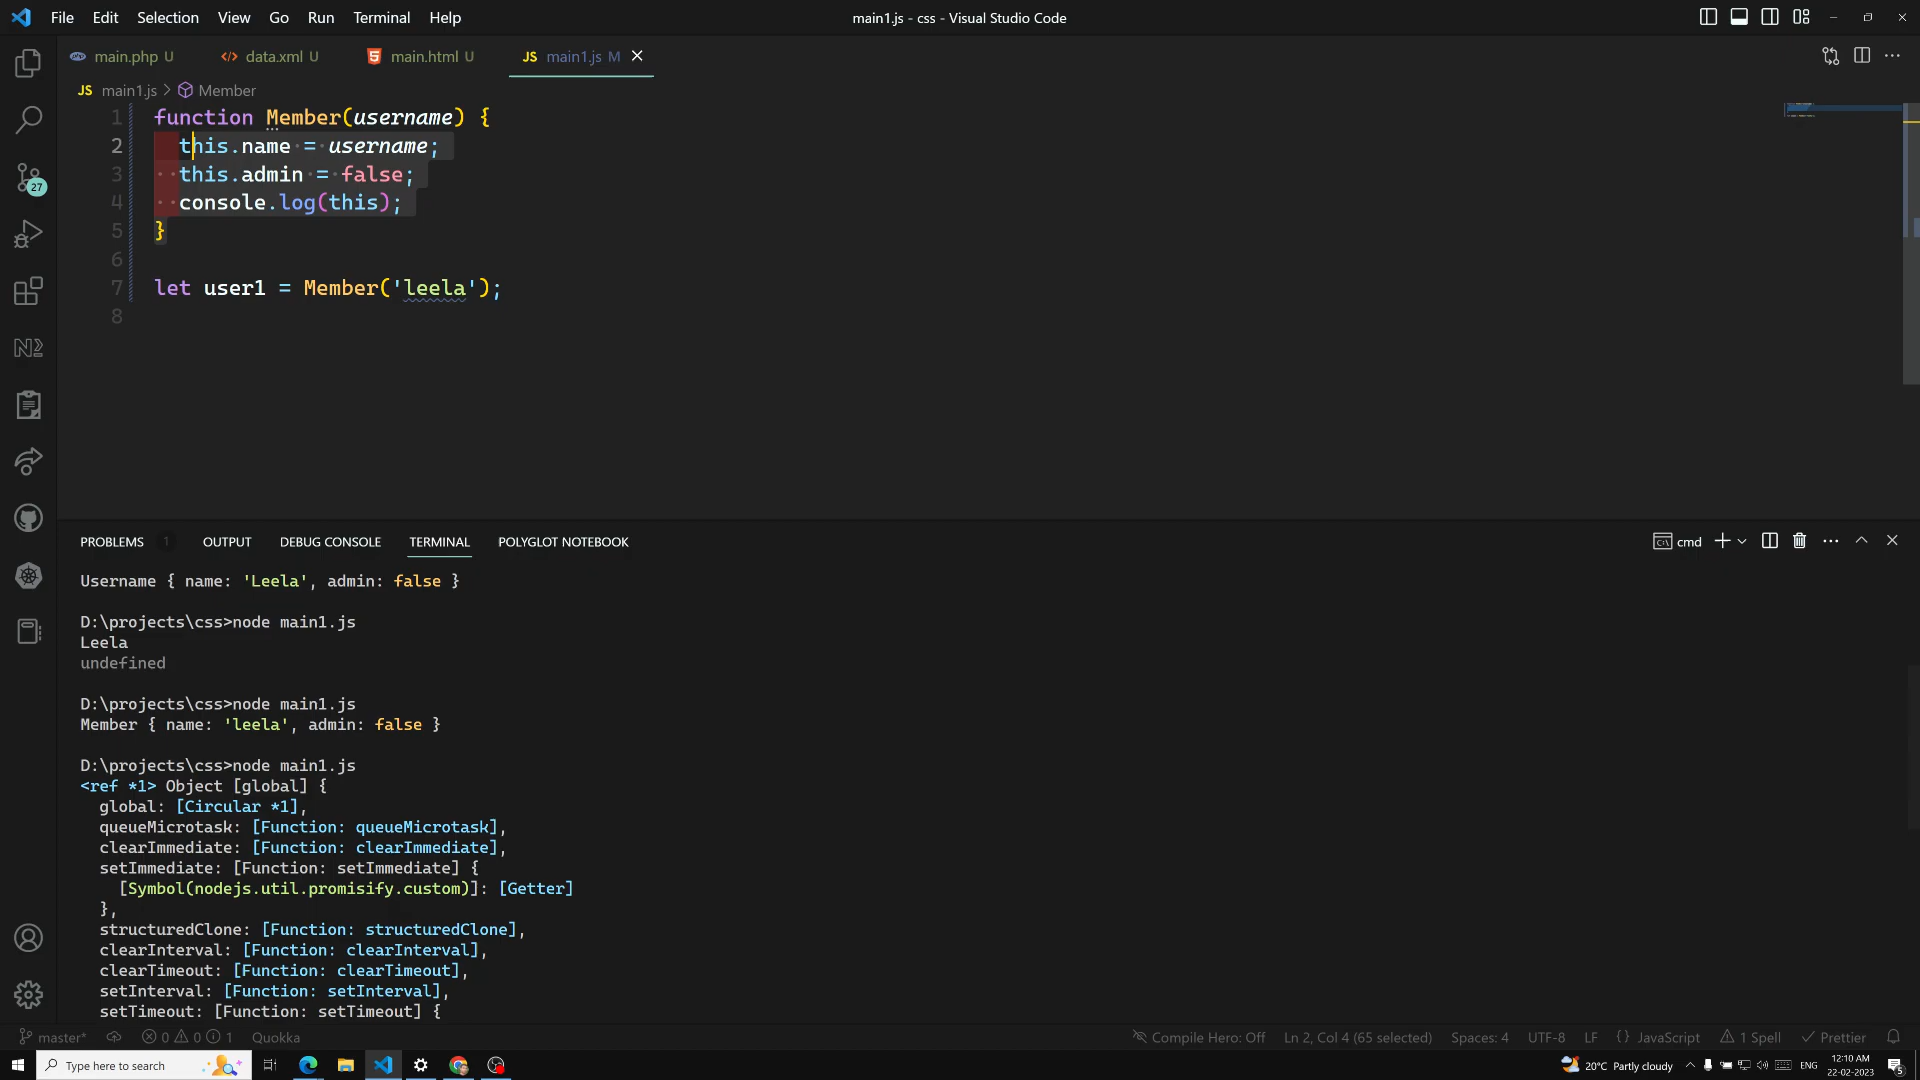 File Edit Selection View Go Run Terminal Help
main1.js - css - Visual Studio Code
main.php U
data.xml U
main.html U
JS main1.js M
JS main1.js > Member
1 function Member(username) {
2 this.name = username;
3 this.admin = false;
4 console.log(this);
5 }
6
7 let user1 = Member('leela');
8
27
PROBLEMS 1 OUTPUT DEBUG CONSOLE TERMINAL POLYGLOT NOTEBOOK
cmd
Username { name: 'Leela', admin: false }
D:\projects\css>node main1.js
Leela
undefined
D:\projects\css>node main1.js
Member { name: 'leela', admin: false }
D:\projects\css>node main1.js
<ref *1> Object [global] {
global: [Circular *1],
queueMicrotask: [Function: queueMicrotask],
clearImmediate: [Function: clearImmediate],
setImmediate: [Function: setImmediate] {
[Symbol(nodejs.util.promisify.custom)]: [Getter]
},
structuredClone: [Function: structuredClone],
clearInterval: [Function: clearInterval],
clearTimeout: [Function: clearTimeout],
setInterval: [Function: setInterval],
setTimeout: [Function: setTimeout] {
master* 0 0 1 Quokka
Compile Hero: Off Ln 2, Col 4 (65 selected) Spaces: 4 UTF-8 LF {} JavaScript 1 Spell Prettier
Type here to search
20°C Partly cloudy
ENG
12:10 AM
22-02-2023
5